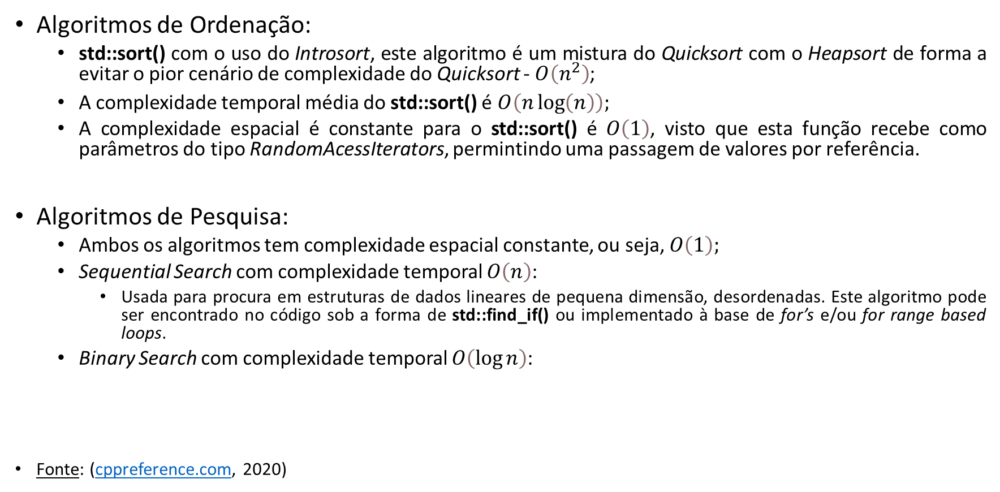 • Algoritmos de Ordenação:
• std::sort() com o uso do Introsort, este algoritmo é um mistura do Quicksort com o Heapsort de forma a
evitar o pior cenário de complexidade do Quicksort - O(n²);
• A complexidade temporal média do std::sort() é O(n log(n));
• A complexidade espacial é constante para o std::sort() é O(1), visto que esta função recebe como
parâmetros do tipo RandomAcessIterators, permintindo uma passagem de valores por referência.
• Algoritmos de Pesquisa:
• Ambos os algoritmos tem complexidade espacial constante, ou seja, O(1);
• Sequential Search com complexidade temporal O(n):
• Usada para procura em estruturas de dados lineares de pequena dimensão, desordenadas. Este algoritmo pode
ser encontrado no código sob a forma de std::find_if() ou implementado à base de for’s e/ou for range based
loops.
• Binary Search com complexidade temporal O(log n):
• Fonte: (cppreference.com, 2020)